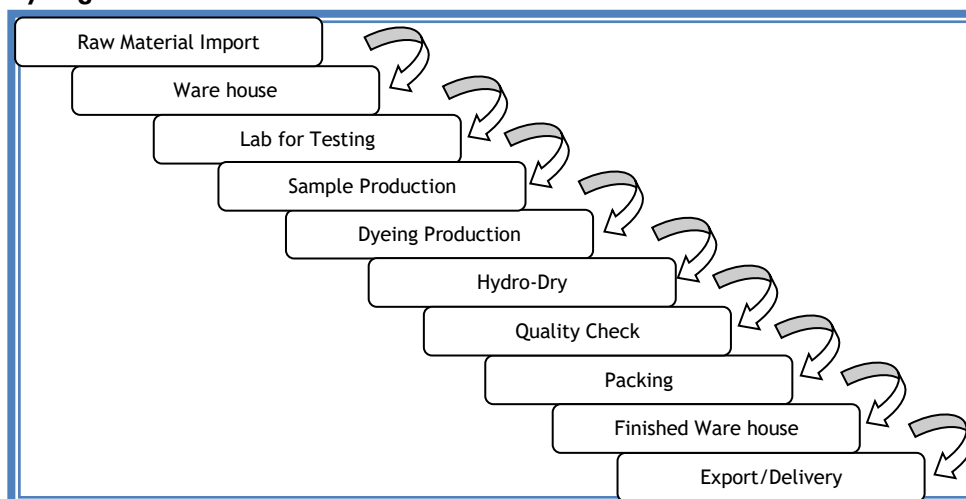 Raw Material Import
Ware house
Lab for Testing
Sample Production
Dyeing Production
Hydro-Dry
Quality Check
Packing
Finished Ware house
Export/Delivery